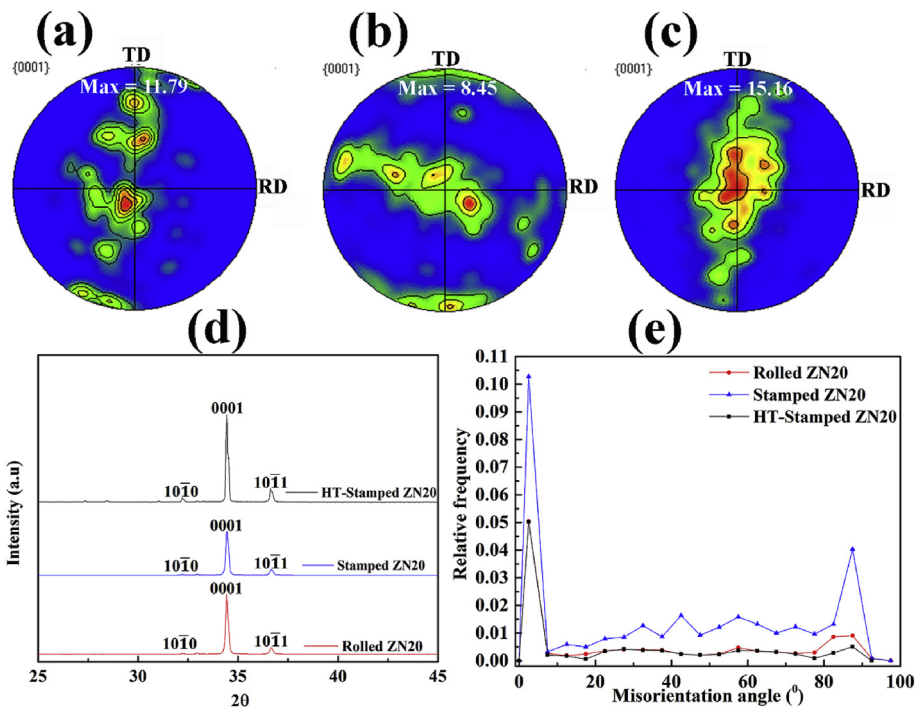 (a)
(b)
(c)
TD
TD
TD
{0001}
{0001}
{0001}
Max = 11.79
Max = 8.45
Max = 15.16
RD
RD
RD
(d)
(e)
Intensity (a.u)
0001
101̅0
101̅1
HT-Stamped ZN20
0001
101̅0
101̅1
Stamped ZN20
0001
101̅0
101̅1
Rolled ZN20
25 30 35 40 45
2θ
Relative frequency
0.11
0.10
0.09
0.08
0.07
0.06
0.05
0.04
0.03
0.02
0.01
0.00
Rolled ZN20
Stamped ZN20
HT-Stamped ZN20
0 20 40 60 80 100
Misorientation angle (⁰)